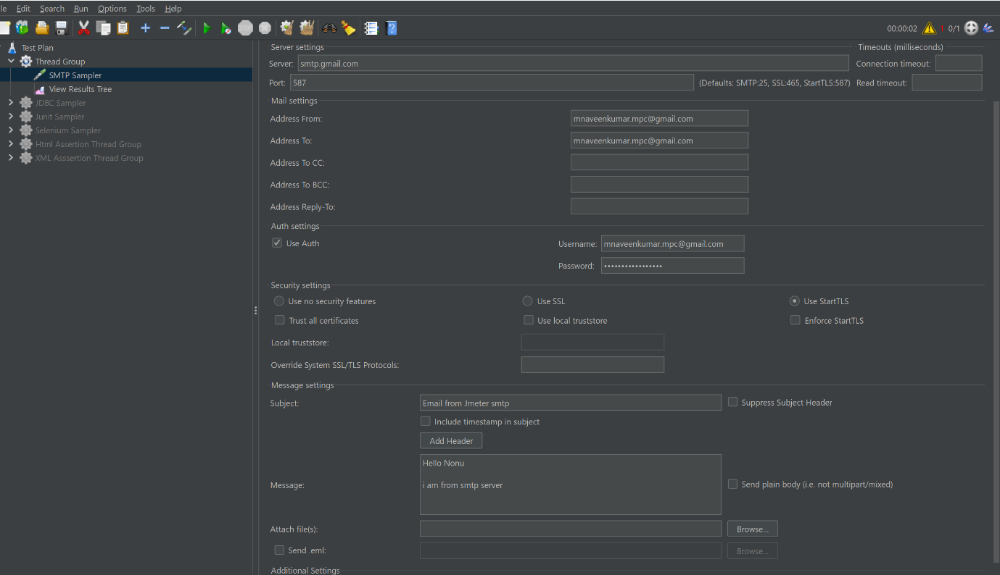 le Edit Search Run Options Tools Help
00:00:02 1 0/1
Test Plan
Thread Group
SMTP Sampler
View Results Tree
JDBC Sampler
Junit Sampler
Selenium Sampler
Html Assertion Thread Group
XML Asssertion Thread Group
Server settings
Timeouts (milliseconds)
Server: smtp.gmail.com
Connection timeout:
Port: 587 (Defaults: SMTP:25, SSL:465, StartTLS:587)
Read timeout:
Mail settings
Address From: mnaveenkumar.mpc@gmail.com
Address To: mnaveenkumar.mpc@gmail.com
Address To CC:
Address To BCC:
Address Reply-To:
Auth settings
Use Auth
Username: mnaveenkumar.mpc@gmail.com
Password: •••••••••••••••••
Security settings
Use no security features Use SSL Use StartTLS
Trust all certificates Use local truststore Enforce StartTLS
Local truststore:
Override System SSL/TLS Protocols:
Message settings
Subject: Email from Jmeter smtp Suppress Subject Header
Include timestamp in subject
Add Header
Hello Nonu
Message: i am from smtp server Send plain body (i.e. not multipart/mixed)
Attach file(s): Browse...
Send .eml: Browse...
Additional Settings